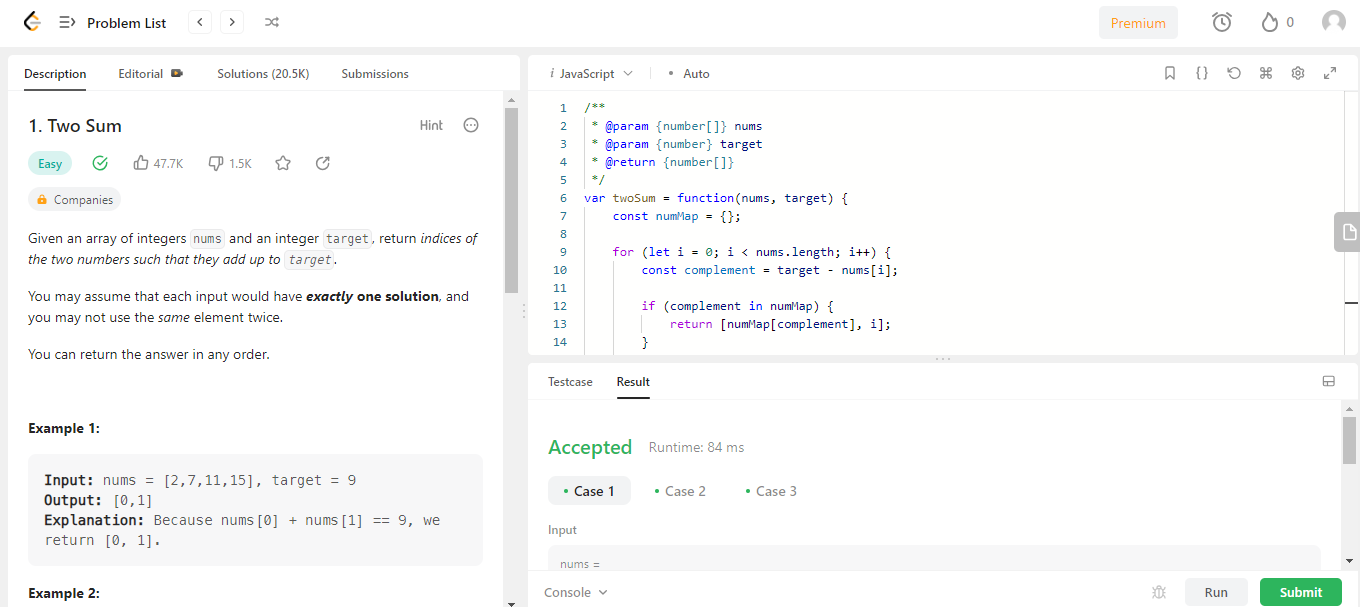 Problem List
Premium
0
Description Editorial Solutions (20.5K) Submissions
1. Two Sum
Hint
Easy 47.7K 1.5K
Companies
Given an array of integers nums and an integer target, return indices of
the two numbers such that they add up to target.
You may assume that each input would have exactly one solution, and
you may not use the same element twice.
You can return the answer in any order.
Example 1:
Input: nums = [2,7,11,15], target = 9
Output: [0,1]
Explanation: Because nums[0] + nums[1] == 9, we
return [0, 1].
Example 2:
i JavaScript • Auto
{}
1 /**
2  * @param {number[]} nums
3  * @param {number} target
4  * @return {number[]}
5  */
6 var twoSum = function(nums, target) {
7     const numMap = {};
8
9     for (let i = 0; i < nums.length; i++) {
10         const complement = target - nums[i];
11
12         if (complement in numMap) {
13             return [numMap[complement], i];
14         }
Testcase Result
Accepted Runtime: 84 ms
• Case 1 • Case 2 • Case 3
Input
nums =
Console
Run
Submit